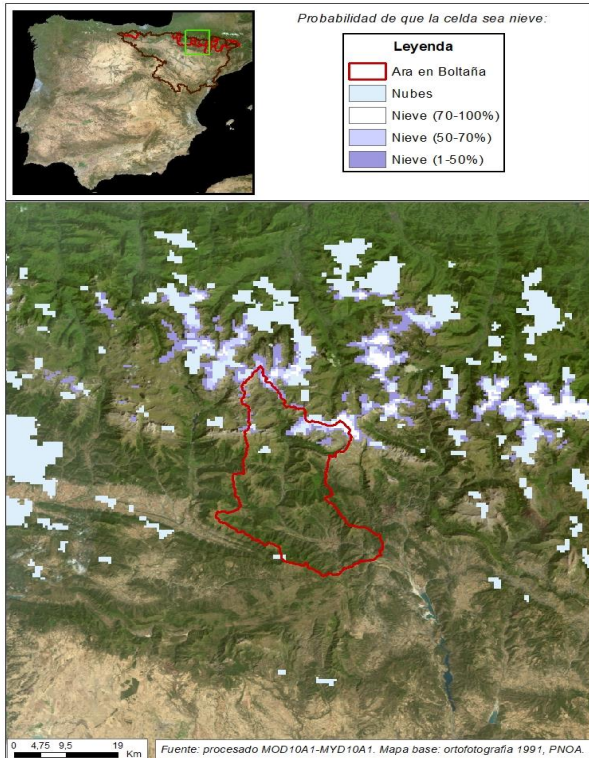 Probabilidad de que la celda sea nieve:
Leyenda
Ara en Boltaña
Nubes
Nieve (70-100%)
Nieve (50-70%)
Nieve (1-50%)
0 4,75 9,5 19
Km
Fuente: procesado MOD10A1-MYD10A1. Mapa base: ortofotografía 1991, PNOA.